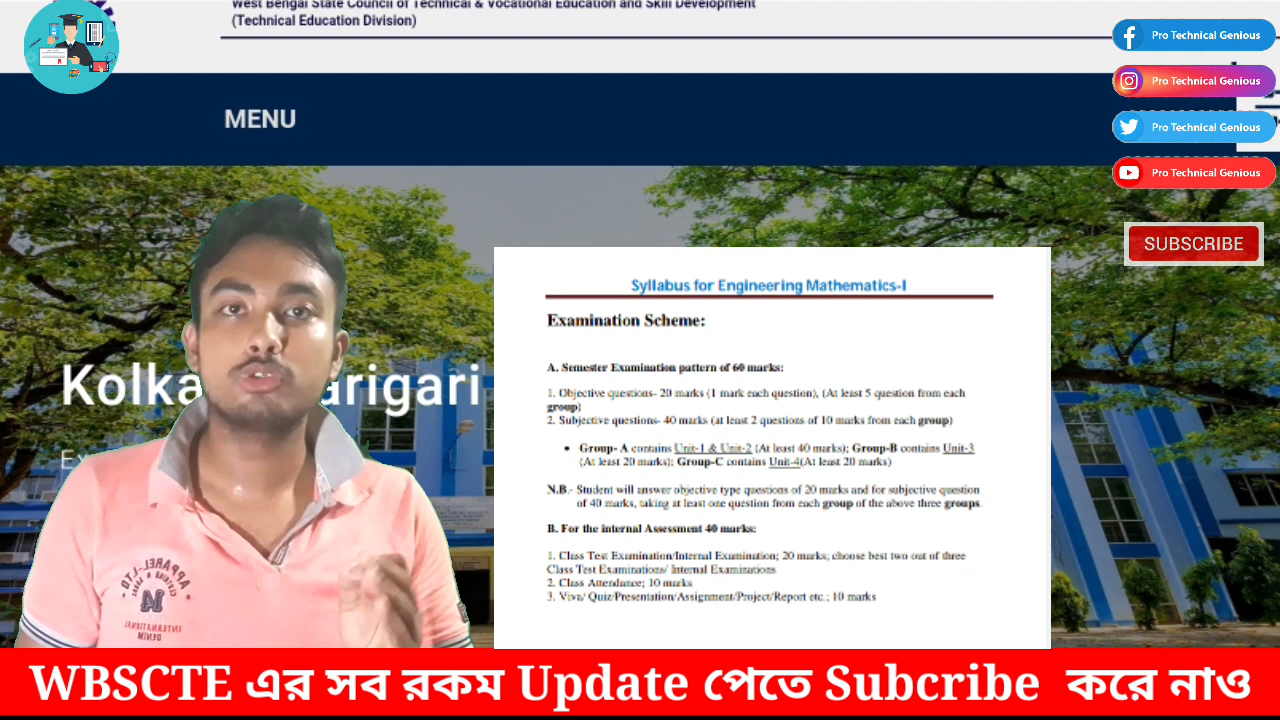 West Bengal State Council of Technical & Vocational Education and Skill Development
(Technical Education Division)
MENU
Pro Technical Genious
Pro Technical Genious
Pro Technical Genious
Pro Technical Genious
SUBSCRIBE
Kolka arigari
Syllabus for Engineering Mathematics-I
Examination Scheme:
A. Semester Examination pattern of 60 marks:
1. Objective questions- 20 marks (1 mark each question), (At least 5 question from each
group)
2. Subjective questions- 40 marks (at least 2 questions of 10 marks from each group)
• Group- A contains Unit-1 & Unit-2 (At least 40 marks); Group-B contains Unit-3
(At least 20 marks); Group-C contains Unit-4(At least 20 marks)
N.B.- Student will answer objective type questions of 20 marks and for subjective question
of 40 marks, taking at least one question from each group of the above three groups.
B. For the internal Assessment 40 marks:
1. Class Test Examination/Internal Examination; 20 marks; choose best two out of three
Class Test Examinations/ Internal Examinations
2. Class Attendance; 10 marks
3. Viva/ Quiz/Presentation/Assignment/Project/Report etc.; 10 marks
WBSCTE এর সব রকম Update পেতে Subcribe করে নাও